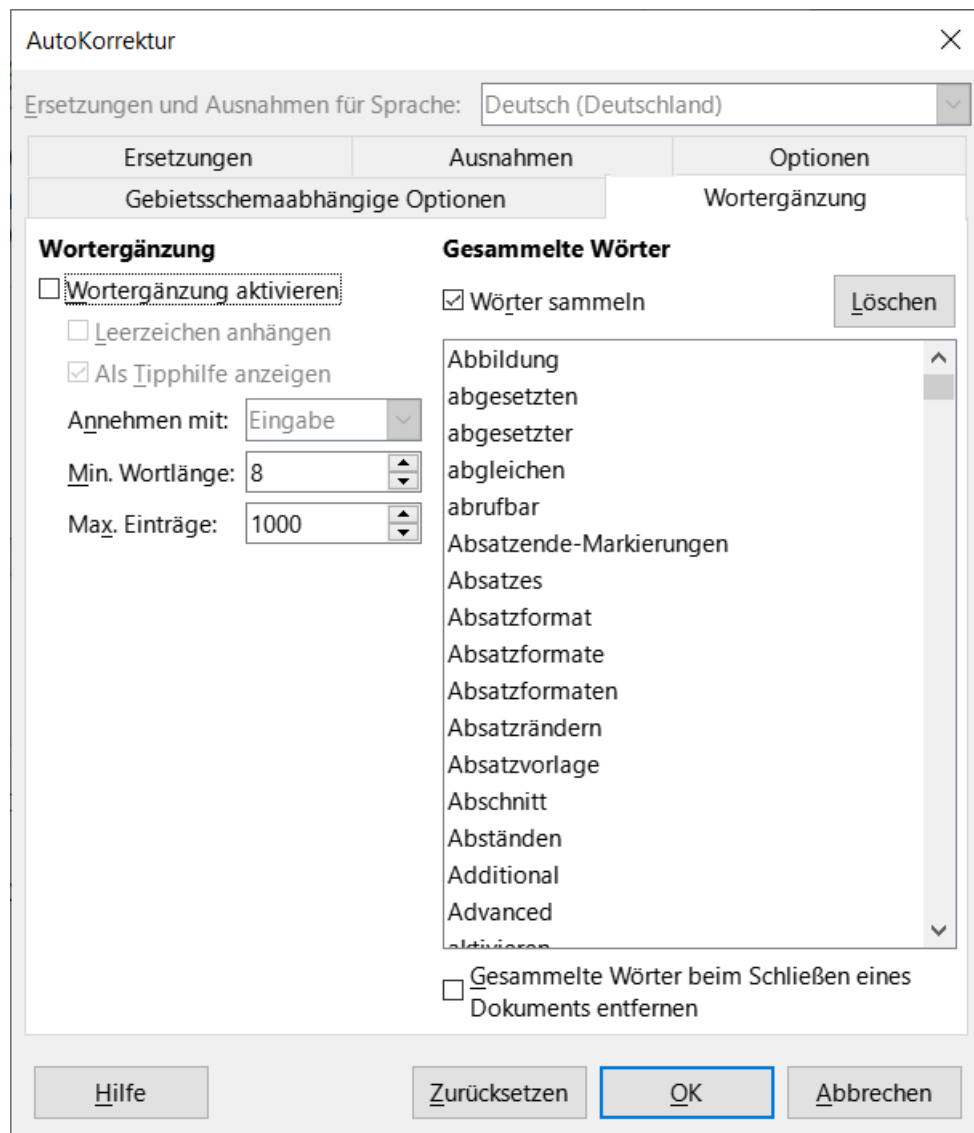 AutoKorrektur
Ersetzungen und Ausnahmen für Sprache: Deutsch (Deutschland)
Ersetzungen Ausnahmen Optionen
Gebietsschemaabhängige Optionen Wortergänzung
Wortergänzung
Wortergänzung aktivieren
Leerzeichen anhängen
Als Tipphilfe anzeigen
Annehmen mit: Eingabe
Min. Wortlänge: 8
Max. Einträge: 1000
Gesammelte Wörter
Wörter sammeln Löschen
Abbildung
abgesetzten
abgesetzter
abgleichen
abrufbar
Absatzende-Markierungen
Absatzes
Absatzformat
Absatzformate
Absatzformaten
Absatzrändern
Absatzvorlage
Abschnitt
Abständen
Additional
Advanced
aktivieren
Gesammelte Wörter beim Schließen eines
Dokuments entfernen
Hilfe Zurücksetzen OK Abbrechen